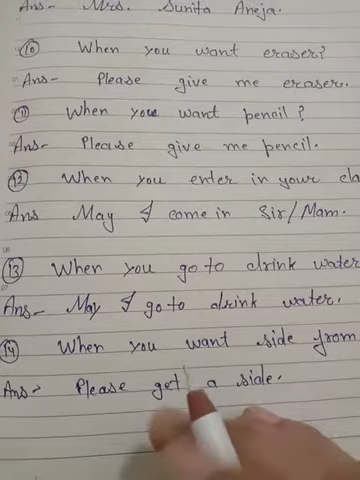 Ans- Mrs. Sunita Aneja.
10 When you want eraser?
Ans- Please give me eraser.
11 When you want pencil?
Ans- Please give me pencil.
12 When you enter in your cla
Ans May I come in Sir/Mam.
13 When you go to drink water
Ans- May I go to drink water.
14 When you want side from
Ans- Please get a side.